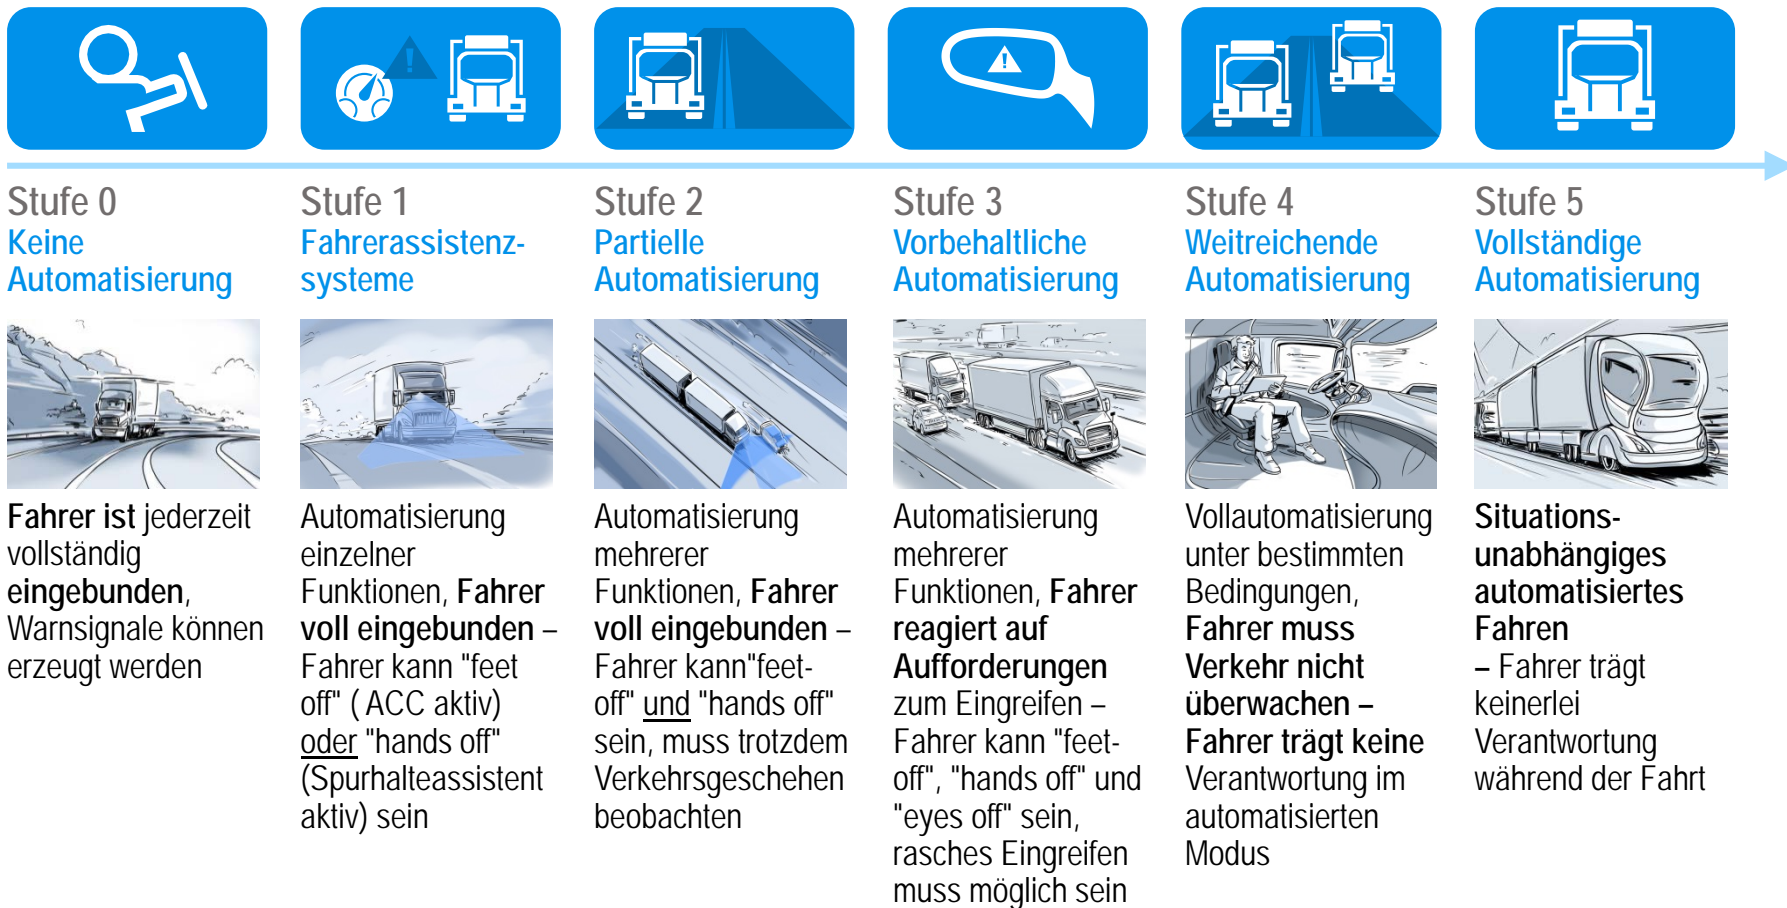 Stufe 0
Keine
Automatisierung
Fahrer ist jederzeit
vollständig
eingebunden,
Warnsignale können
erzeugt werden
Stufe 1
Fahrerassistenz-
systeme
Automatisierung
einzelner
Funktionen, Fahrer
voll eingebunden –
Fahrer kann "feet
off" ( ACC aktiv)
oder "hands off"
(Spurhalteassistent
aktiv) sein
Stufe 2
Partielle
Automatisierung
Automatisierung
mehrerer
Funktionen, Fahrer
voll eingebunden –
Fahrer kann"feet-
off" und "hands off"
sein, muss trotzdem
Verkehrsgeschehen
beobachten
Stufe 3
Vorbehaltliche
Automatisierung
Automatisierung
mehrerer
Funktionen, Fahrer
reagiert auf
Aufforderungen
zum Eingreifen –
Fahrer kann "feet-
off", "hands off" und
"eyes off" sein,
rasches Eingreifen
muss möglich sein
Stufe 4
Weitreichende
Automatisierung
Vollautomatisierung
unter bestimmten
Bedingungen,
Fahrer muss
Verkehr nicht
überwachen –
Fahrer trägt keine
Verantwortung im
automatisierten
Modus
Stufe 5
Vollständige
Automatisierung
Situations-
unabhängiges
automatisiertes
Fahren
– Fahrer trägt
keinerlei
Verantwortung
während der Fahrt